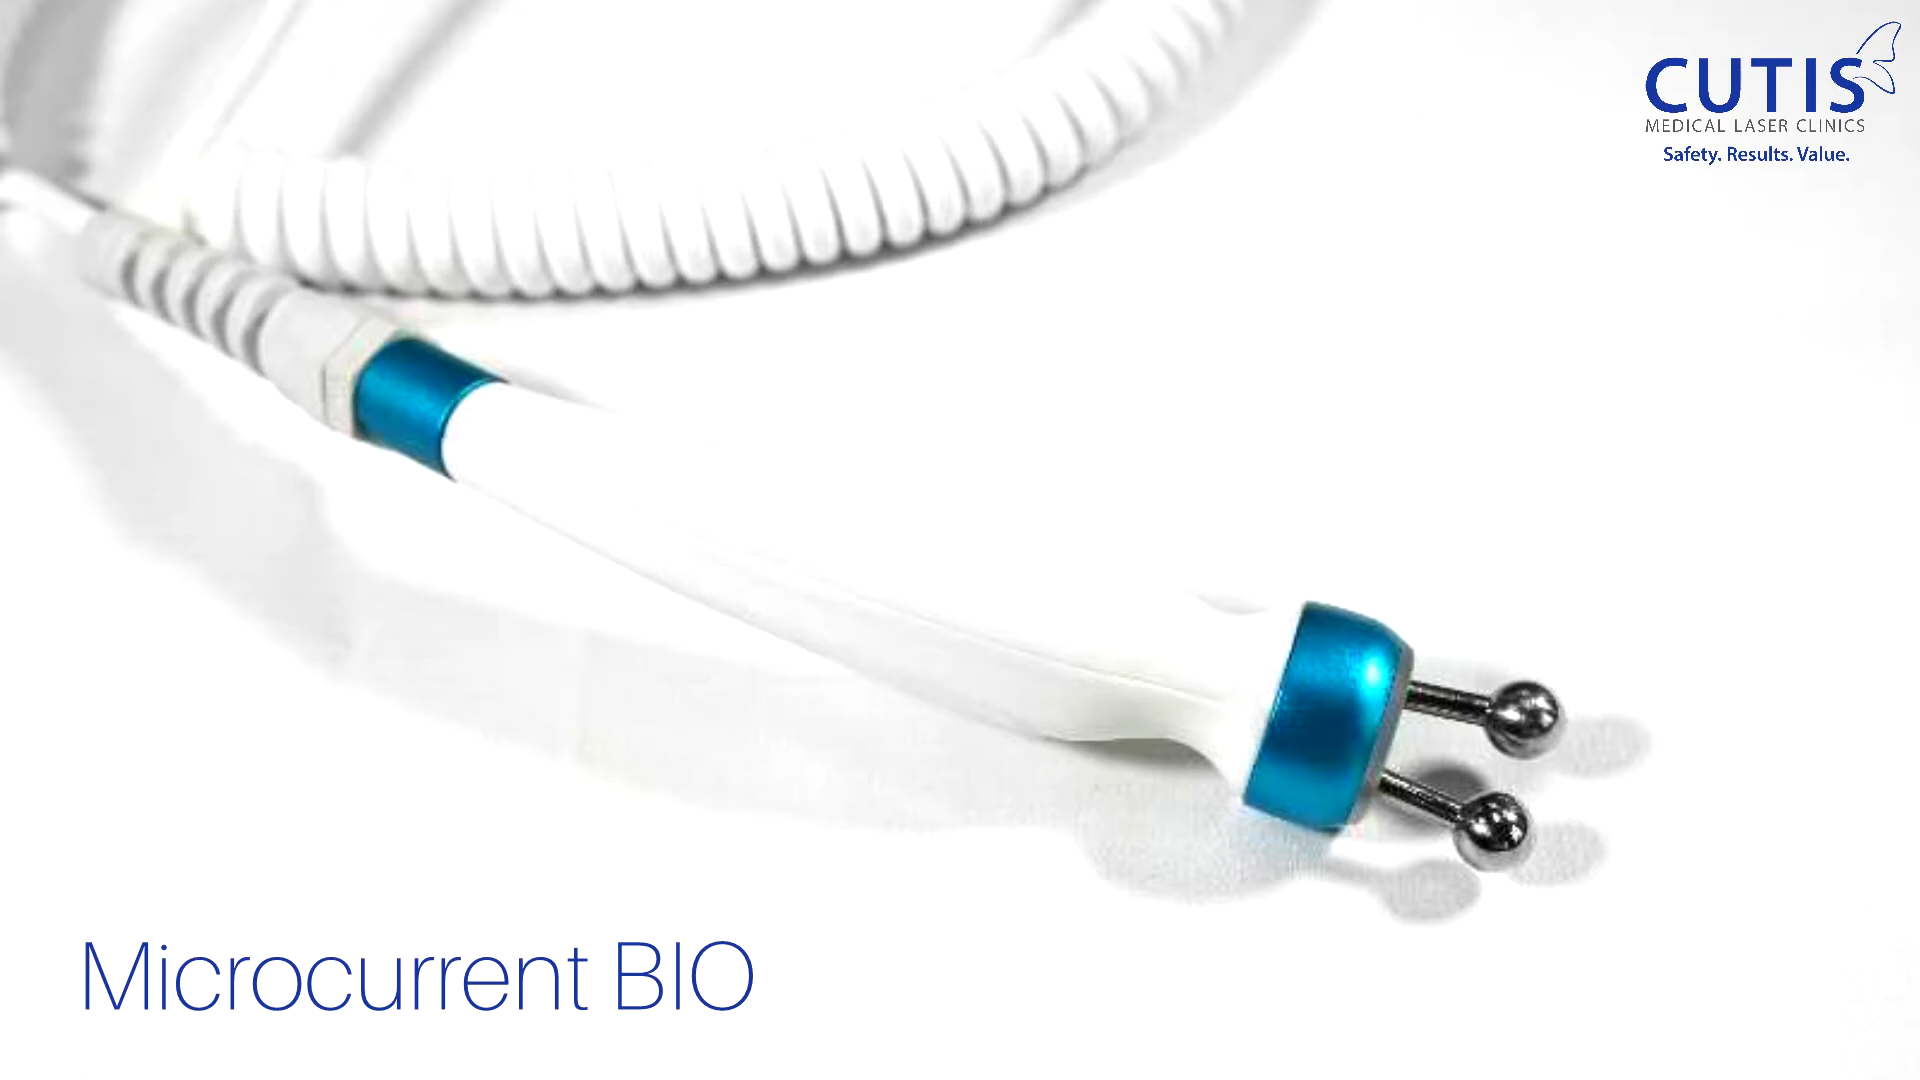 CUTIS
MEDICAL LASER CLINICS
Safety. Results. Value.
Microcurrent BIO